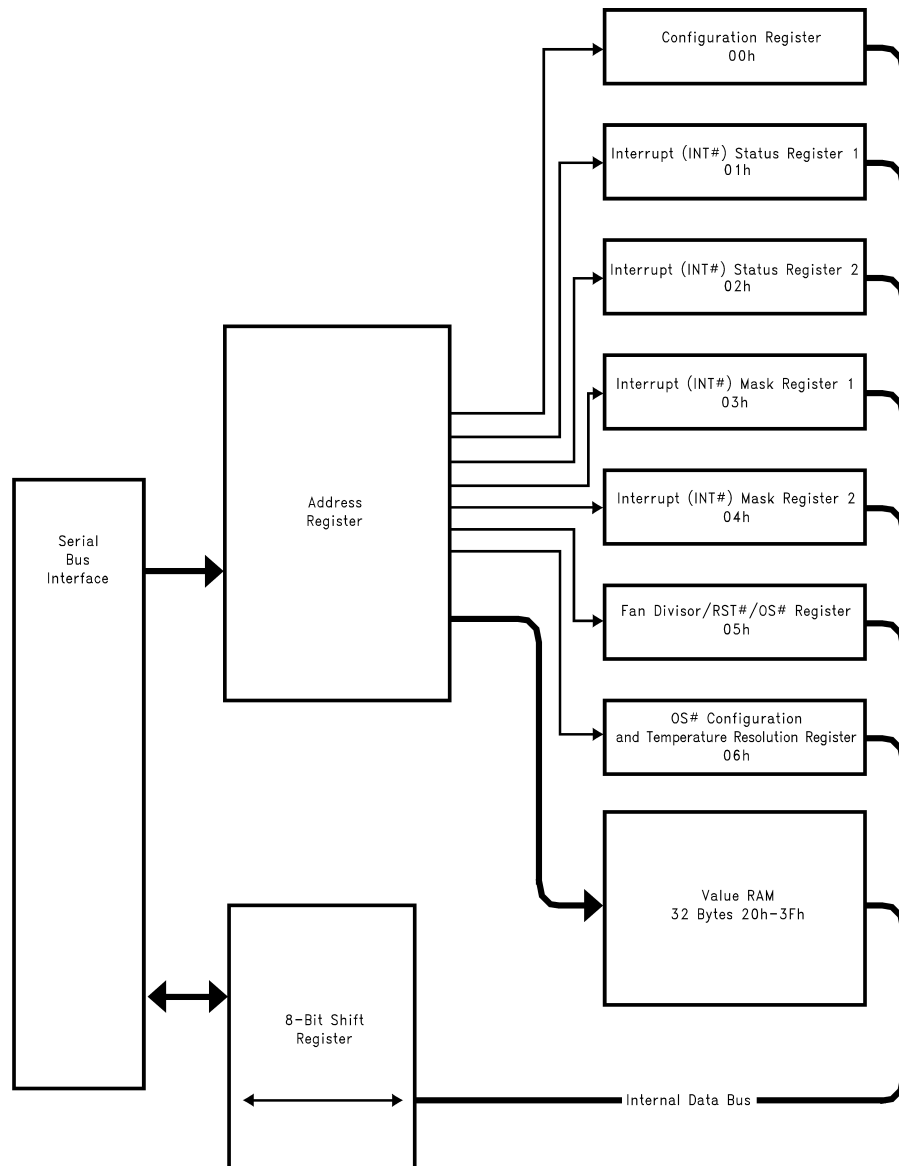 Configuration Register
00h
Interrupt (INT#) Status Register 1
01h
Interrupt (INT#) Status Register 2
02h
Interrupt (INT#) Mask Register 1
03h
Interrupt (INT#) Mask Register 2
04h
Fan Divisor/RST#/OS# Register
05h
OS# Configuration
and Temperature Resolution Register
06h
Value RAM
32 Bytes 20h-3Fh
Address
Register
Serial
Bus
Interface
8-Bit Shift
Register
Internal Data Bus